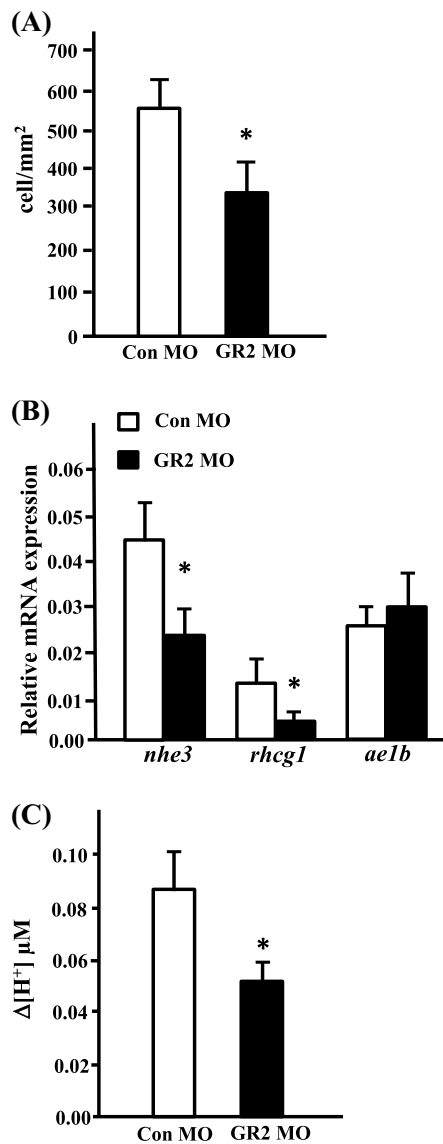 (A)
700
600
500
400
300
200
100
0
cell/mm²
*
Con MO GR2 MO
(B)
Con MO
GR2 MO
0.06
0.05
0.04
0.03
0.02
0.01
0.00
Relative mRNA expression
* *
nhe3 rhcg1 ae1b
(C)
0.10
0.08
0.06
0.04
0.02
0.00
Δ[H⁺] μM
*
Con MO GR2 MO